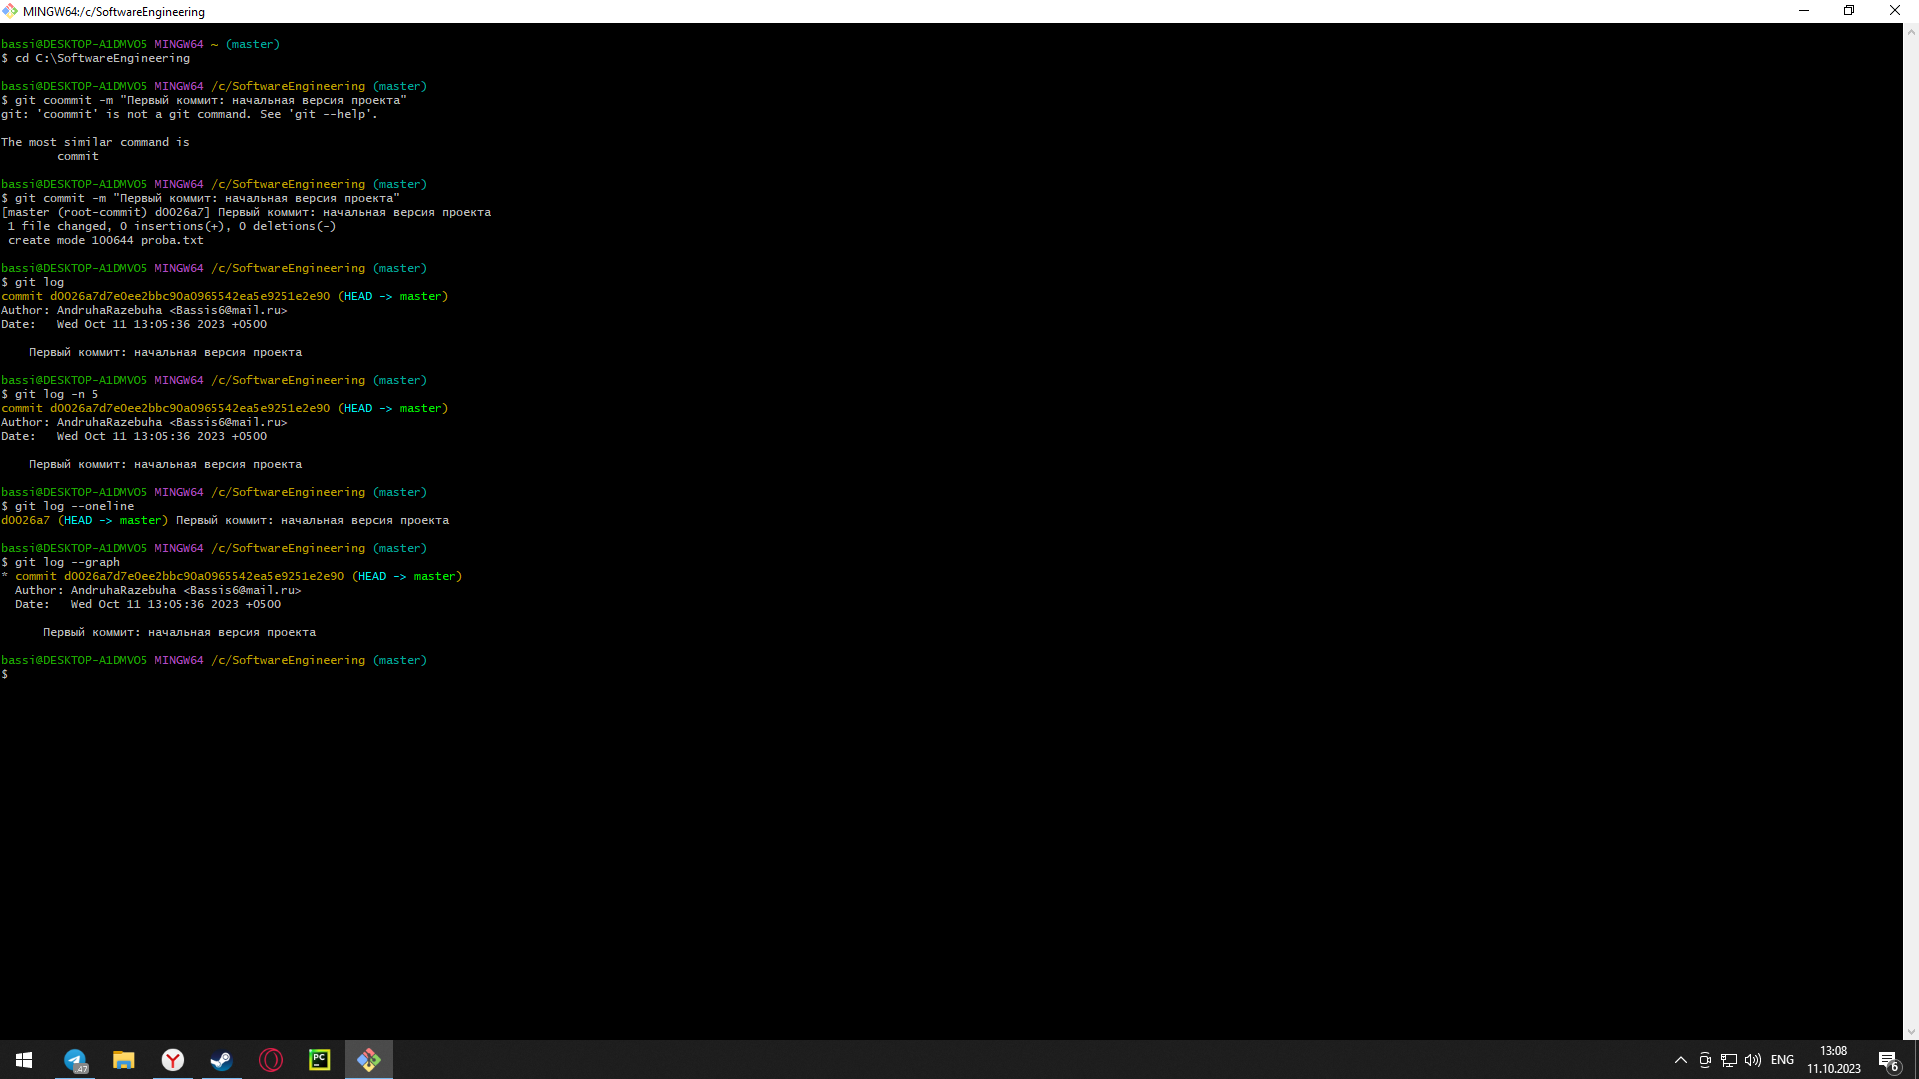 MINGW64:/c/SoftwareEngineering
bassi@DESKTOP-A1DMVO5 MINGW64 ~ (master)
$ cd C:\SoftwareEngineering
bassi@DESKTOP-A1DMVO5 MINGW64 /c/SoftwareEngineering (master)
$ git coommit -m "Первый коммит: начальная версия проекта"
git: 'coommit' is not a git command. See 'git --help'.
The most similar command is
commit
bassi@DESKTOP-A1DMVO5 MINGW64 /c/SoftwareEngineering (master)
$ git commit -m "Первый коммит: начальная версия проекта"
[master (root-commit) d0026a7] Первый коммит: начальная версия проекта
1 file changed, 0 insertions(+), 0 deletions(-)
create mode 100644 proba.txt
bassi@DESKTOP-A1DMVO5 MINGW64 /c/SoftwareEngineering (master)
$ git log
commit d0026a7d7e0ee2bbc90a0965542ea5e9251e2e90 (HEAD -> master)
Author: AndruhaRazebuha <Bassis6@mail.ru>
Date:   Wed Oct 11 13:05:36 2023 +0500
Первый коммит: начальная версия проекта
bassi@DESKTOP-A1DMVO5 MINGW64 /c/SoftwareEngineering (master)
$ git log -n 5
commit d0026a7d7e0ee2bbc90a0965542ea5e9251e2e90 (HEAD -> master)
Author: AndruhaRazebuha <Bassis6@mail.ru>
Date:   Wed Oct 11 13:05:36 2023 +0500
Первый коммит: начальная версия проекта
bassi@DESKTOP-A1DMVO5 MINGW64 /c/SoftwareEngineering (master)
$ git log --oneline
d0026a7 (HEAD -> master) Первый коммит: начальная версия проекта
bassi@DESKTOP-A1DMVO5 MINGW64 /c/SoftwareEngineering (master)
$ git log --graph
* commit d0026a7d7e0ee2bbc90a0965542ea5e9251e2e90 (HEAD -> master)
Author: AndruhaRazebuha <Bassis6@mail.ru>
Date:   Wed Oct 11 13:05:36 2023 +0500
Первый коммит: начальная версия проекта
bassi@DESKTOP-A1DMVO5 MINGW64 /c/SoftwareEngineering (master)
$
.47
PC
ENG
13:08
11.10.2023
6